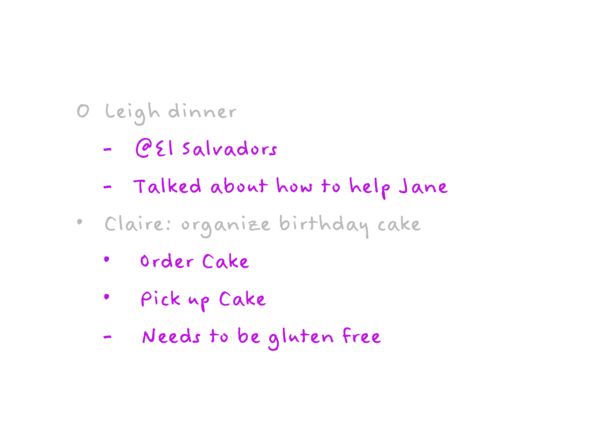 O Leigh dinner
- @El Salvadors
- Talked about how to help Jane
• Claire: organize birthday cake
• Order Cake
• Pick up Cake
- Needs to be gluten free